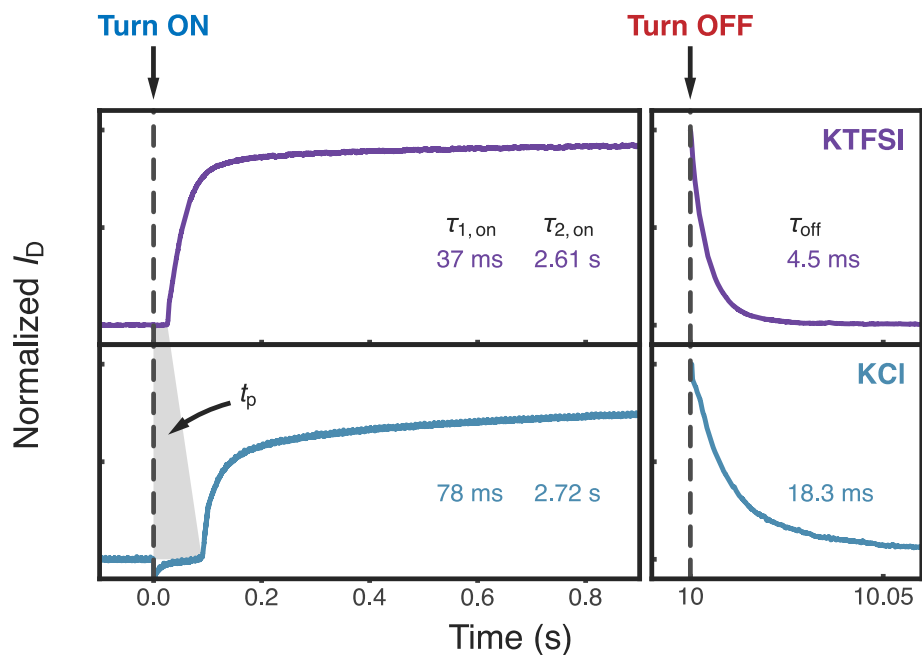 Turn ON
Turn OFF
KTFSI
τ1, on τ2, on τoff
37 ms 2.61 s 4.5 ms
Normalized ID
KCl
tp
78 ms 2.72 s 18.3 ms
0.0 0.2 0.4 0.6 0.8 10 10.05
Time (s)